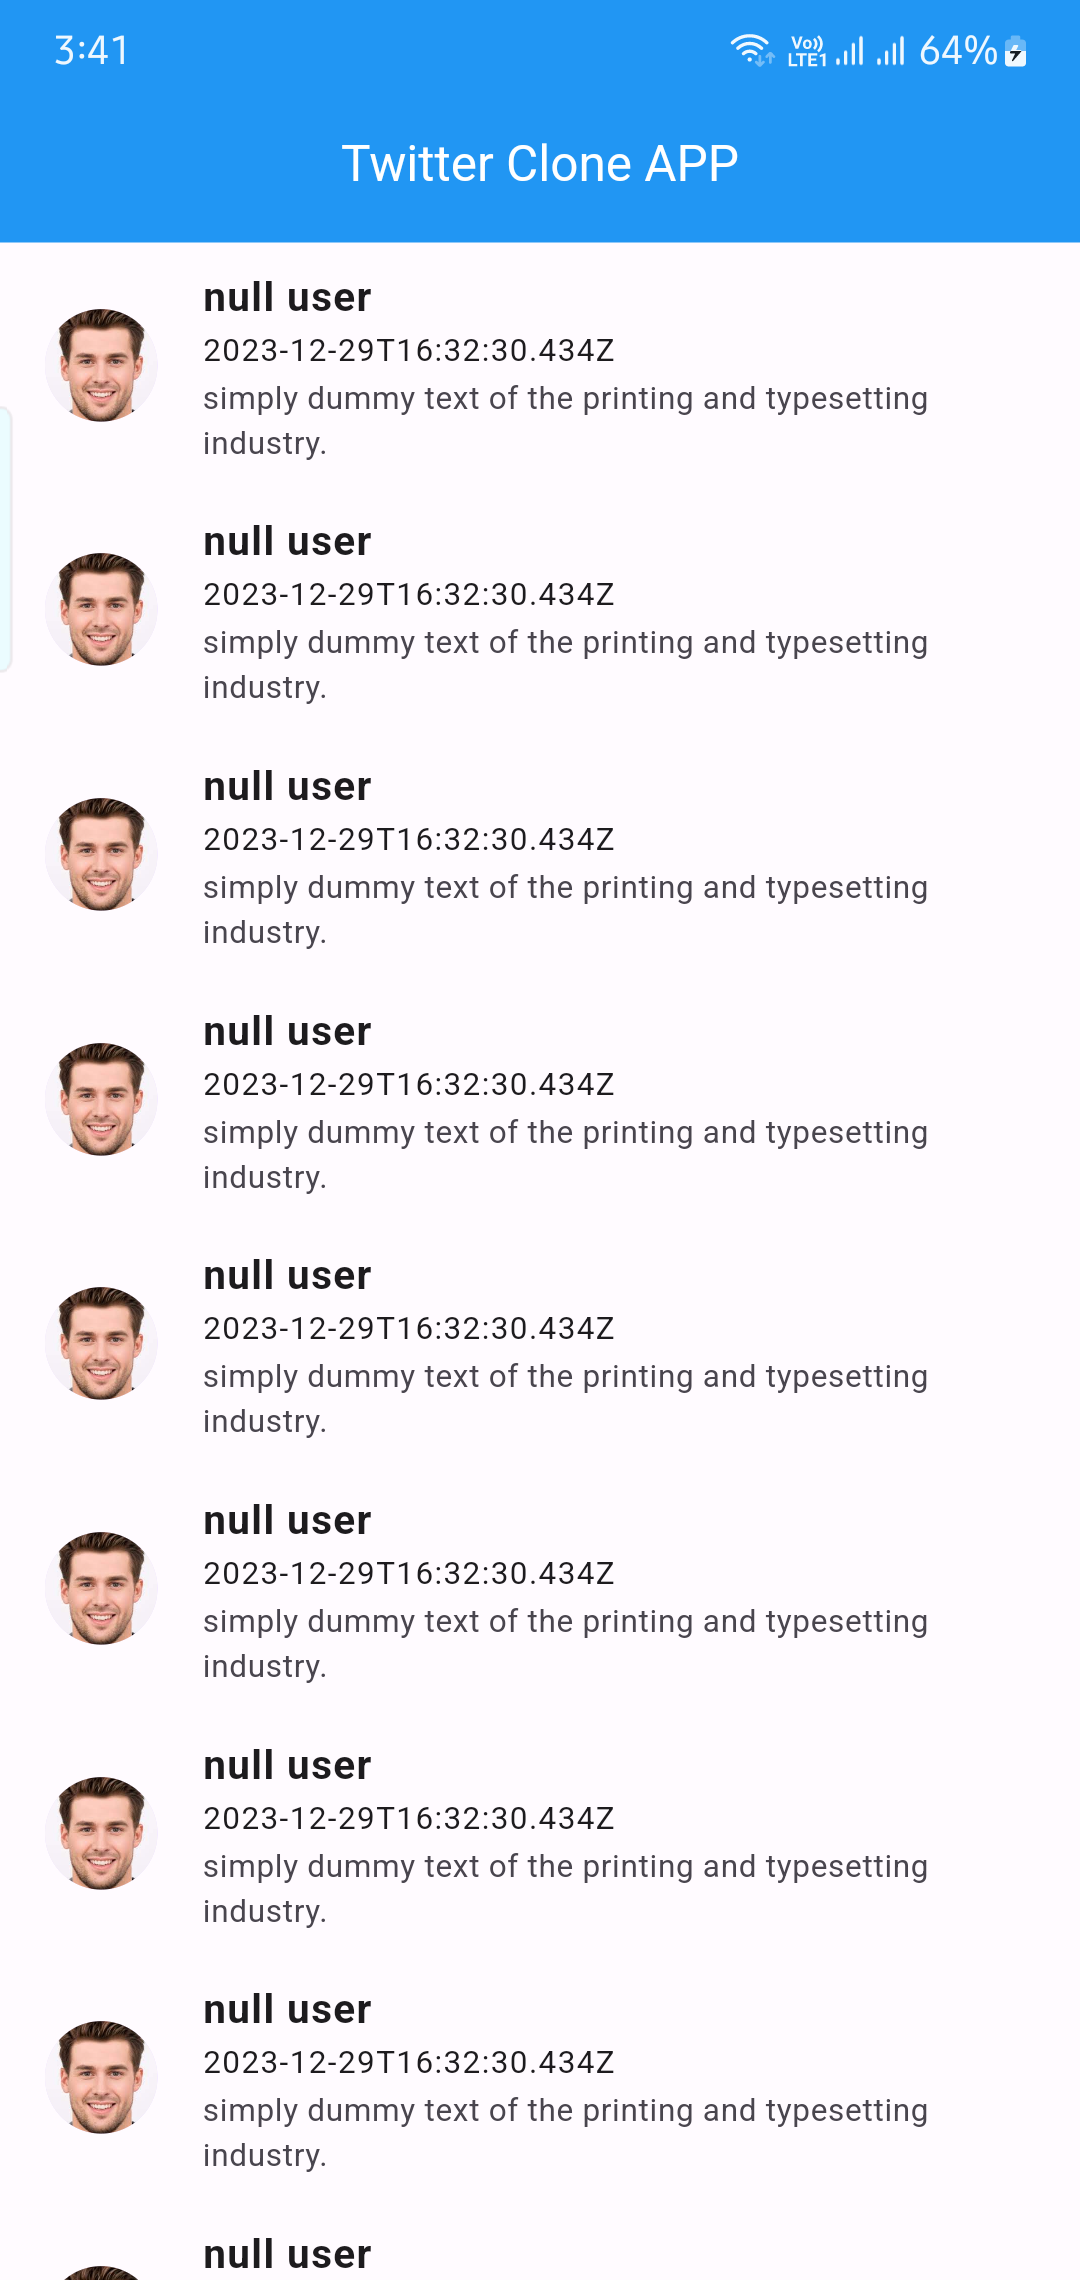 3:41
Vo)) LTE1 64%
Twitter Clone APP
null user
2023-12-29T16:32:30.434Z
simply dummy text of the printing and typesetting
industry.
null user
2023-12-29T16:32:30.434Z
simply dummy text of the printing and typesetting
industry.
null user
2023-12-29T16:32:30.434Z
simply dummy text of the printing and typesetting
industry.
null user
2023-12-29T16:32:30.434Z
simply dummy text of the printing and typesetting
industry.
null user
2023-12-29T16:32:30.434Z
simply dummy text of the printing and typesetting
industry.
null user
2023-12-29T16:32:30.434Z
simply dummy text of the printing and typesetting
industry.
null user
2023-12-29T16:32:30.434Z
simply dummy text of the printing and typesetting
industry.
null user
2023-12-29T16:32:30.434Z
simply dummy text of the printing and typesetting
industry.
null user